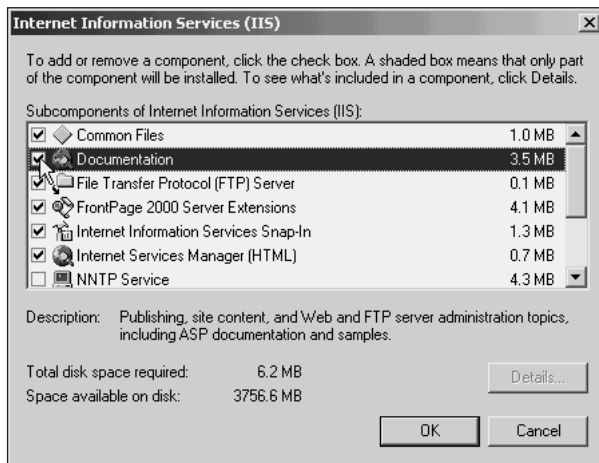 Internet Information Services (IIS)
To add or remove a component, click the check box. A shaded box means that only part
of the component will be installed. To see what's included in a component, click Details.
Subcomponents of Internet Information Services (IIS):
Common Files 1.0 MB
Documentation 3.5 MB
File Transfer Protocol (FTP) Server 0.1 MB
FrontPage 2000 Server Extensions 4.1 MB
Internet Information Services Snap-In 1.3 MB
Internet Services Manager (HTML) 0.7 MB
NNTP Service 4.3 MB
Description: Publishing, site content, and Web and FTP server administration topics,
including ASP documentation and samples.
Total disk space required: 6.2 MB
Details...
Space available on disk: 3756.6 MB
OK Cancel